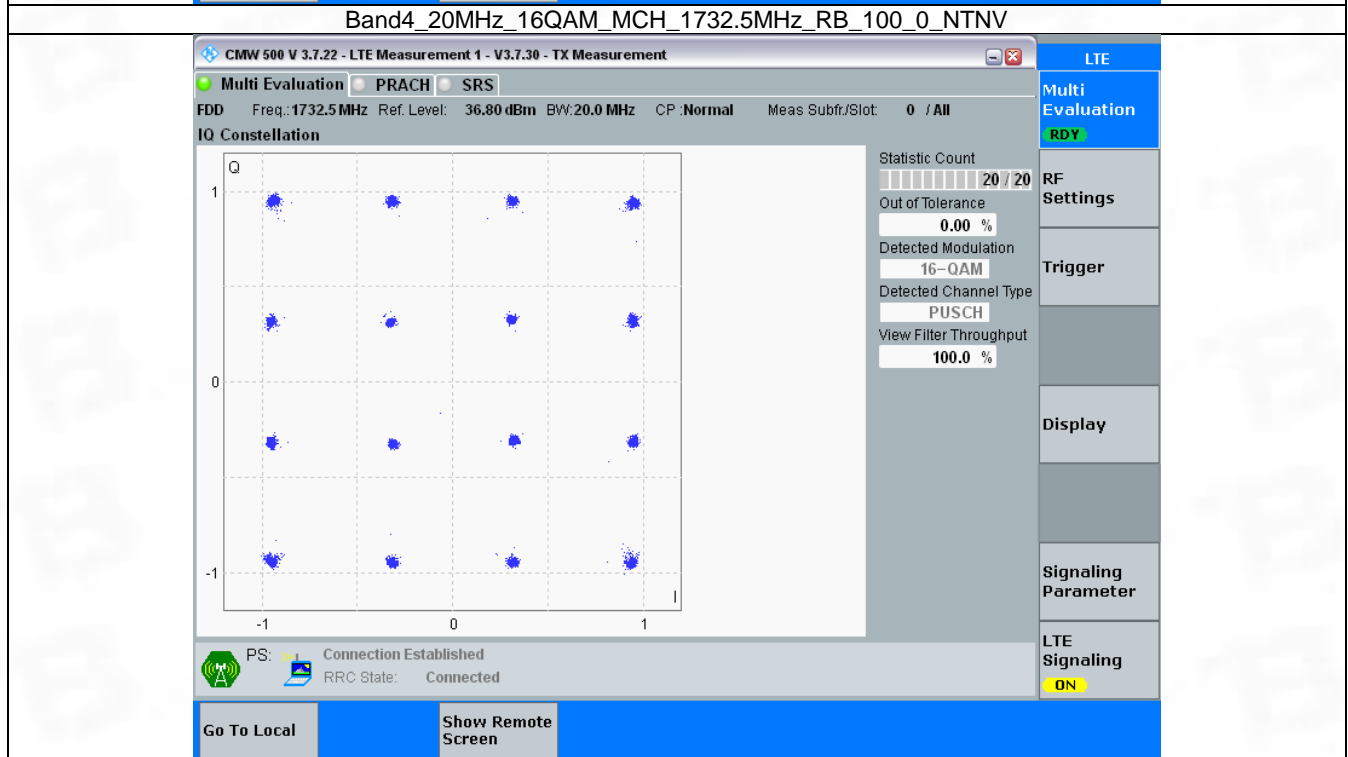 Band4_20MHz_16QAM_MCH_1732.5MHz_RB_100_0_NTNV
CMW 500 V 3.7.22 - LTE Measurement 1 - V3.7.30 - TX Measurement
LTE
Multi Evaluation PRACH SRS
Multi
Evaluation
RDY
FDD Freq.:1732.5 MHz Ref. Level: 36.80 dBm BW:20.0 MHz CP :Normal Meas Subfr./Slot: 0 / All
IQ Constellation
Q
1
0
-1
I
-1 0 1
Statistic Count
20 / 20
Out of Tolerance
0.00 %
Detected Modulation
16-QAM
Detected Channel Type
PUSCH
View Filter Throughput
100.0 %
RF
Settings
Trigger
Display
Signaling
Parameter
LTE
Signaling
ON
PS: Connection Established
RRC State: Connected
Go To Local
Show Remote
Screen